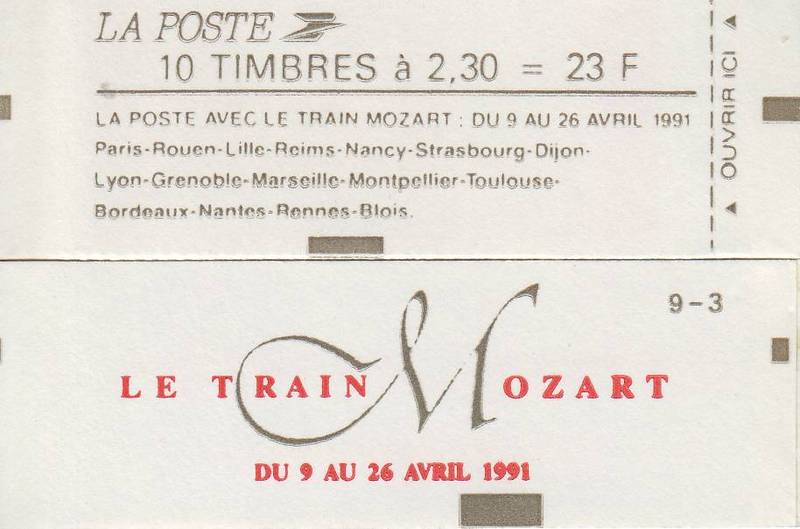 LA POSTE
10 TIMBRES à 2,30 = 23 F
LA POSTE AVEC LE TRAIN MOZART : DU 9 AU 26 AVRIL 1991
Paris-Rouen-Lille-Reims-Nancy-Strasbourg-Dijon-
Lyon-Grenoble-Marseille-Montpellier-Toulouse-
Bordeaux-Nantes-Rennes-Blois.
OUVRIR ICI
9-3
LE TRAIN MOZART
DU 9 AU 26 AVRIL 1991